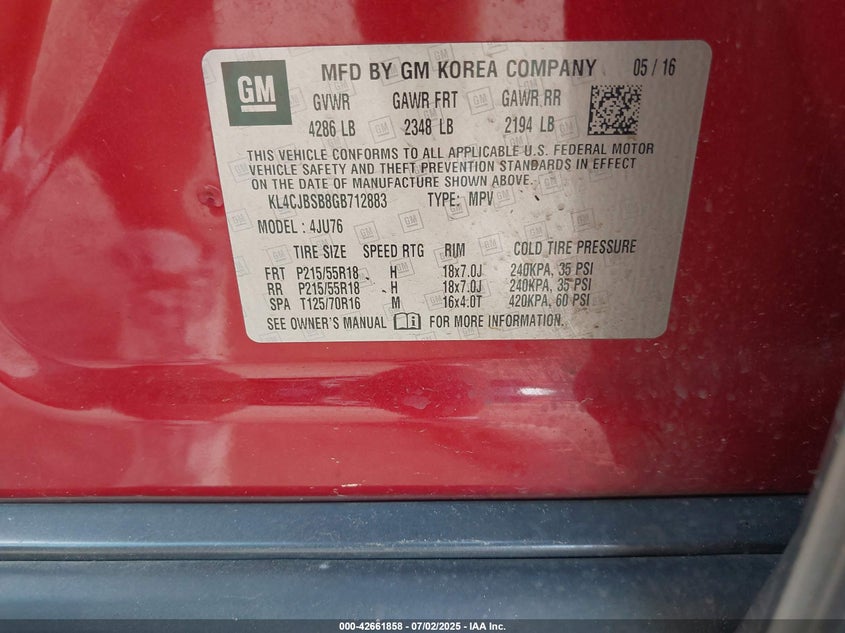 GM MFD BY GM KOREA COMPANY 05 / 16
GVWR GAWR FRT GAWR RR
4286 LB 2348 LB 2194 LB
THIS VEHICLE CONFORMS TO ALL APPLICABLE U.S. FEDERAL MOTOR
VEHICLE SAFETY AND THEFT PREVENTION STANDARDS IN EFFECT
ON THE DATE OF MANUFACTURE SHOWN ABOVE.
KL4CJBSB8GB712883 TYPE: MPV
MODEL : 4JU76
TIRE SIZE SPEED RTG RIM COLD TIRE PRESSURE
FRT P215/55R18 H 18x7.0J 240KPA, 35 PSI
RR P215/55R18 H 18x7.0J 240KPA, 35 PSI
SPA T125/70R16 M 16x4.0T 420KPA, 60 PSI
SEE OWNER'S MANUAL FOR MORE INFORMATION.
000-42661858 - 07/02/2025 - IAA Inc.